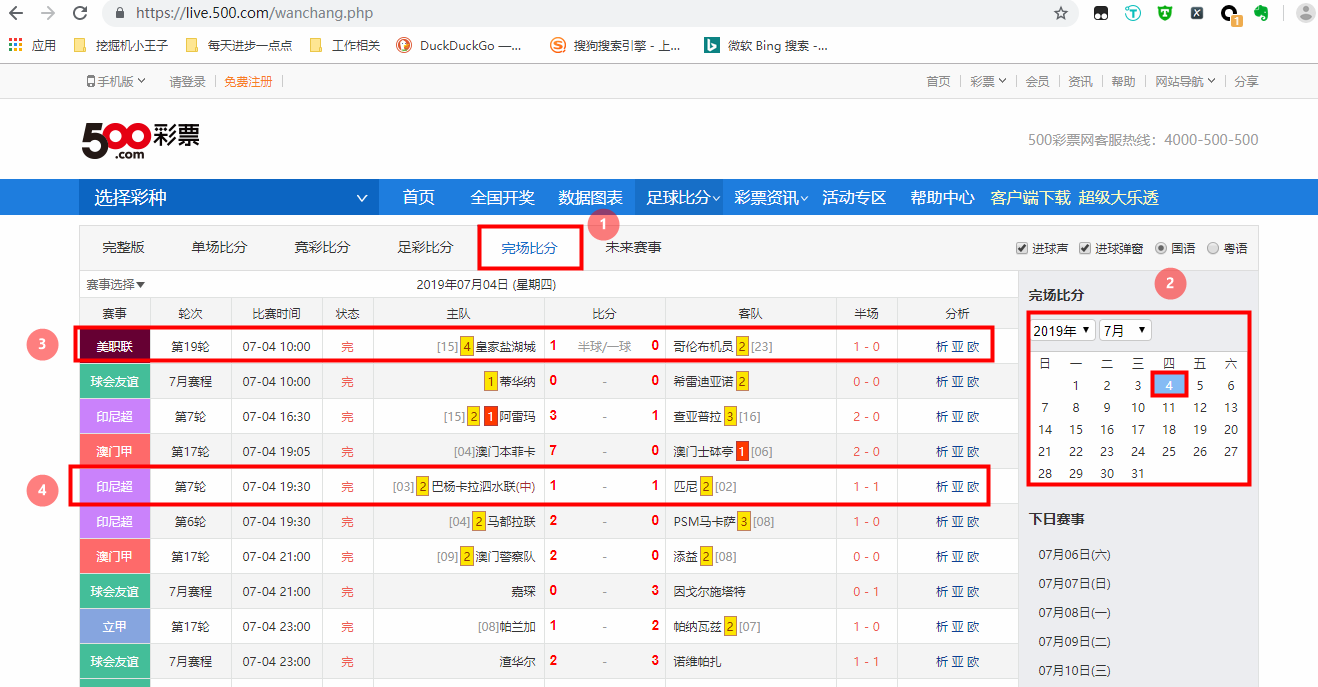 https://live.500.com/wanchang.php
1
应用 挖掘机小王子 每天进步一点点 工作相关 DuckDuckGo —... 搜狗搜索引擎 - 上... 微软 Bing 搜索 -...
手机版 请登录 免费注册 首页 彩票 会员 资讯 帮助 网站导航 分享
500彩票 .com
500彩票网客服热线：4000-500-500
选择彩种 首页 全国开奖 数据图表 足球比分 彩票资讯 活动专区 帮助中心 客户端下载 超级大乐透
1
完整版 单场比分 竞彩比分 足彩比分 完场比分 未来赛事 进球声 进球弹窗 国语 粤语
赛事选择 2019年07月04日 (星期四)
赛事 轮次 比赛时间 状态 主队 比分 客队 半场 分析
3
美职联 第19轮 07-04 10:00 完 [15] 4 皇家盐湖城 1 半球/一球 0 哥伦布机员 2 [23] 1 - 0 析 亚 欧
球会友谊 7月赛程 07-04 10:00 完 1 蒂华纳 0 - 0 希雷迪亚诺 2 0 - 0 析 亚 欧
印尼超 第7轮 07-04 16:30 完 [15] 2 1 阿雷玛 3 - 1 查亚普拉 3 [16] 2 - 0 析 亚 欧
澳门甲 第17轮 07-04 19:05 完 [04]澳门本菲卡 7 - 0 澳门士砵亭 1 [06] 2 - 0 析 亚 欧
4
印尼超 第7轮 07-04 19:30 完 [03] 2 巴杨卡拉泗水联(中) 1 - 1 匹尼 2 [02] 1 - 1 析 亚 欧
印尼超 第6轮 07-04 19:30 完 [04] 2 马都拉联 2 - 0 PSM马卡萨 3 [08] 1 - 0 析 亚 欧
澳门甲 第17轮 07-04 21:00 完 [09] 2 澳门警察队 2 - 0 添益 2 [08] 0 - 0 析 亚 欧
球会友谊 7月赛程 07-04 21:00 完 嘉琛 0 - 3 因戈尔施塔特 0 - 1 析 亚 欧
立甲 第17轮 07-04 23:00 完 [08]帕兰加 1 - 2 帕纳瓦兹 2 [07] 1 - 0 析 亚 欧
球会友谊 7月赛程 07-04 23:00 完 渣华尔 2 - 3 诺维帕扎 1 - 1 析 亚 欧
2
完场比分
2019年 7月
日 一 二 三 四 五 六
1 2 3 4 5 6
7 8 9 10 11 12 13
14 15 16 17 18 19 20
21 22 23 24 25 26 27
28 29 30 31
下日赛事
07月06日(六)
07月07日(日)
07月08日(一)
07月09日(二)
07月10日(三)